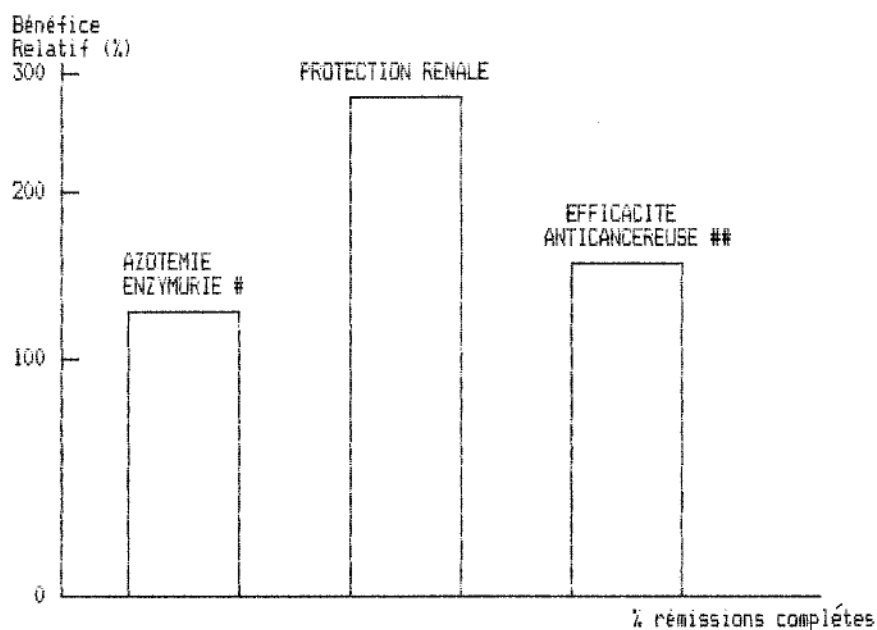 Bénéfice
Relatif (%)
300
PROTECTION RENALE
200
EFFICACITE
ANTICANCEREUSE ##
AZOTEMIE
ENZYMURIE #
100
0
% rémissions complétes